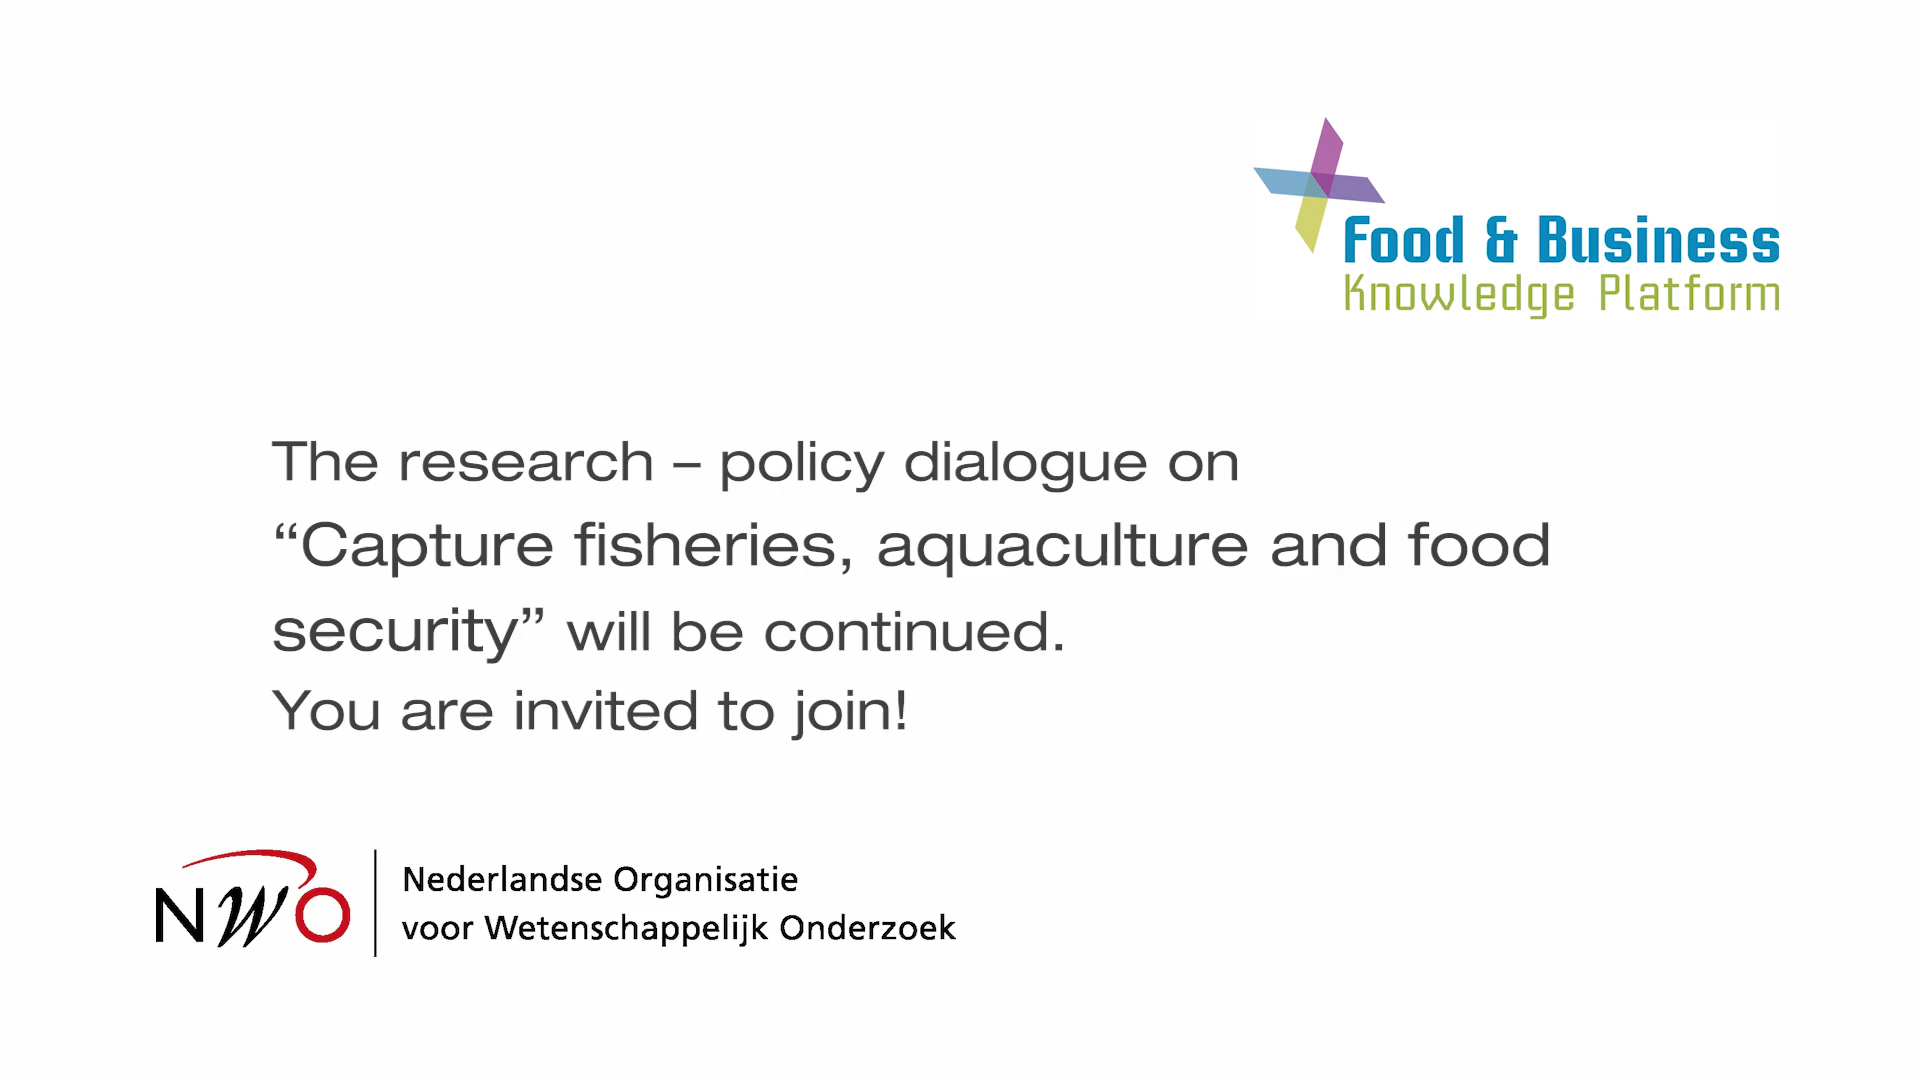 Food & Business
Knowledge Platform
The research – policy dialogue on
“Capture fisheries, aquaculture and food
security” will be continued.
You are invited to join!
NWO
Nederlandse Organisatie
voor Wetenschappelijk Onderzoek